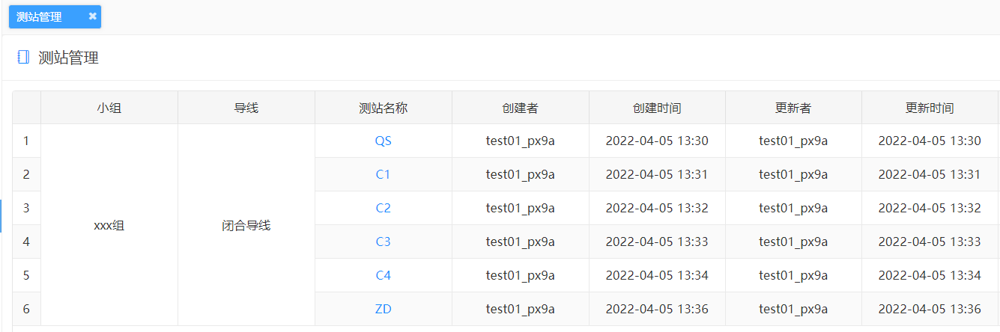 测站管理
测站管理
小组 导线 测站名称 创建者 创建时间 更新者 更新时间
1 QS test01_px9a 2022-04-05 13:30 test01_px9a 2022-04-05 13:30
2 C1 test01_px9a 2022-04-05 13:31 test01_px9a 2022-04-05 13:31
3 C2 test01_px9a 2022-04-05 13:32 test01_px9a 2022-04-05 13:32
xxx组 闭合导线
4 C3 test01_px9a 2022-04-05 13:33 test01_px9a 2022-04-05 13:33
5 C4 test01_px9a 2022-04-05 13:34 test01_px9a 2022-04-05 13:34
6 ZD test01_px9a 2022-04-05 13:36 test01_px9a 2022-04-05 13:36